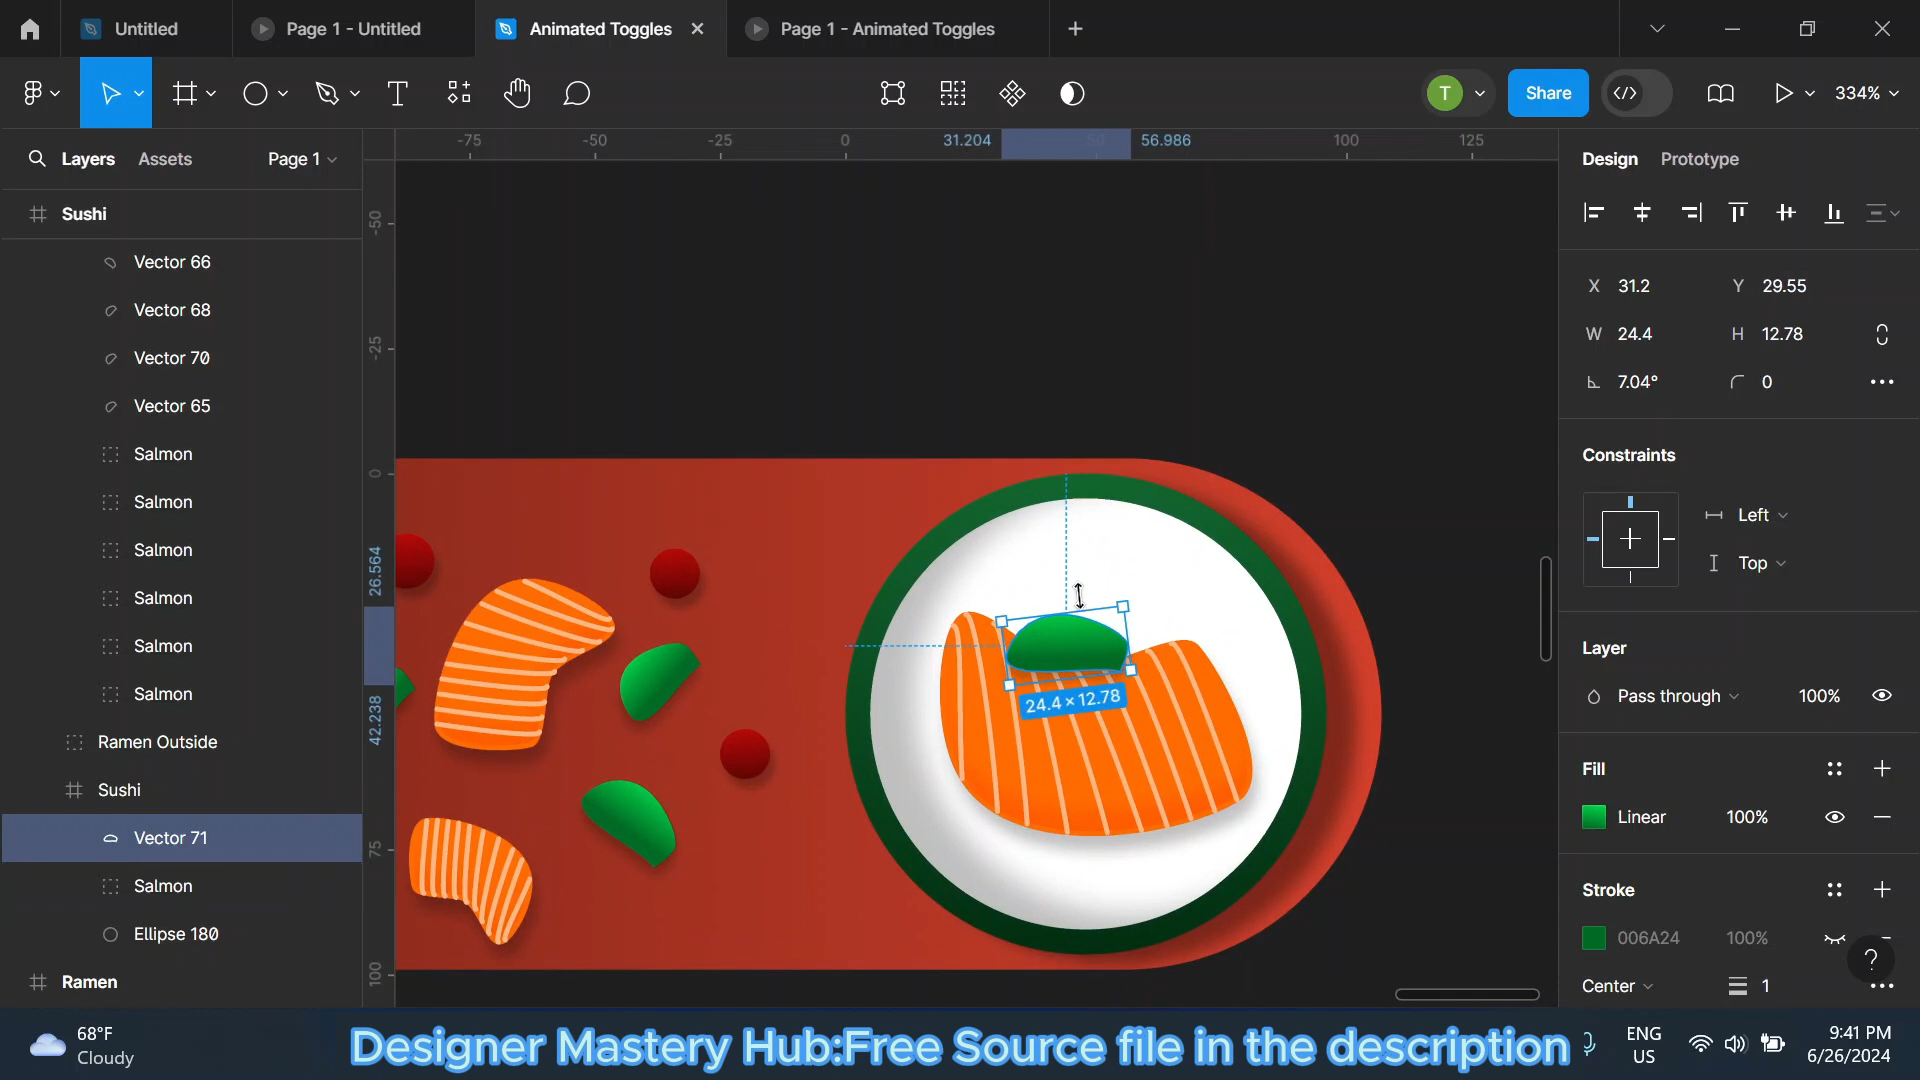 Untitled
Page 1 - Untitled
Animated Toggles
Page 1 - Animated Toggles
T
Share
334%
Layers
Assets
Page 1
Sushi
Vector 66
Vector 68
Vector 70
Vector 65
Salmon
Salmon
Salmon
Salmon
Salmon
Salmon
Ramen Outside
Sushi
Vector 71
Salmon
Ellipse 180
Ramen
-75
-50
-25
0
31.204
50
56.986
100
125
-50
-25
0
26.564
42.238
75
100
24.4 × 12.78
Design
Prototype
X 31.2
Y 29.55
W 24.4
H 12.78
7.04°
0
Constraints
Left
Top
Layer
Pass through
100%
Fill
Linear
100%
Stroke
006A24
100%
?
Center
1
68°F
Cloudy
Designer Mastery Hub:Free Source file in the description
ENG
US
9:41 PM
6/26/2024